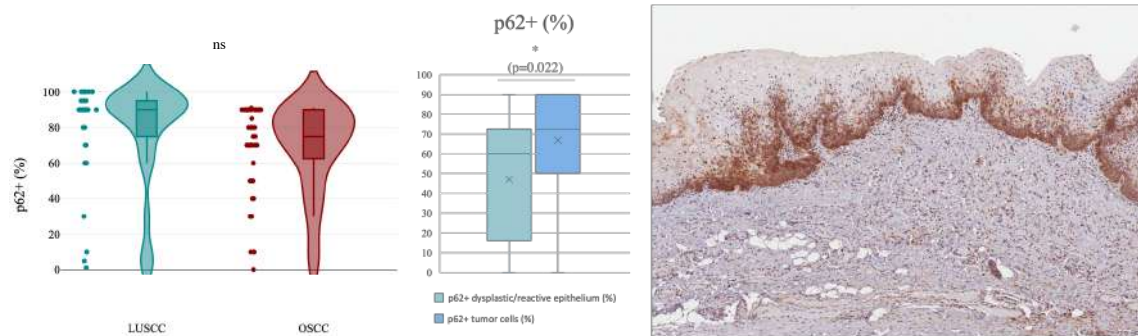 ns
p62+ (%)
100
80
60
40
20
0
LUSCC
OSCC
p62+ (%)
*
(p=0.022)
100
90
80
70
60
50
40
30
20
10
0
p62+ dysplastic/reactive epithelium (%)
p62+ tumor cells (%)